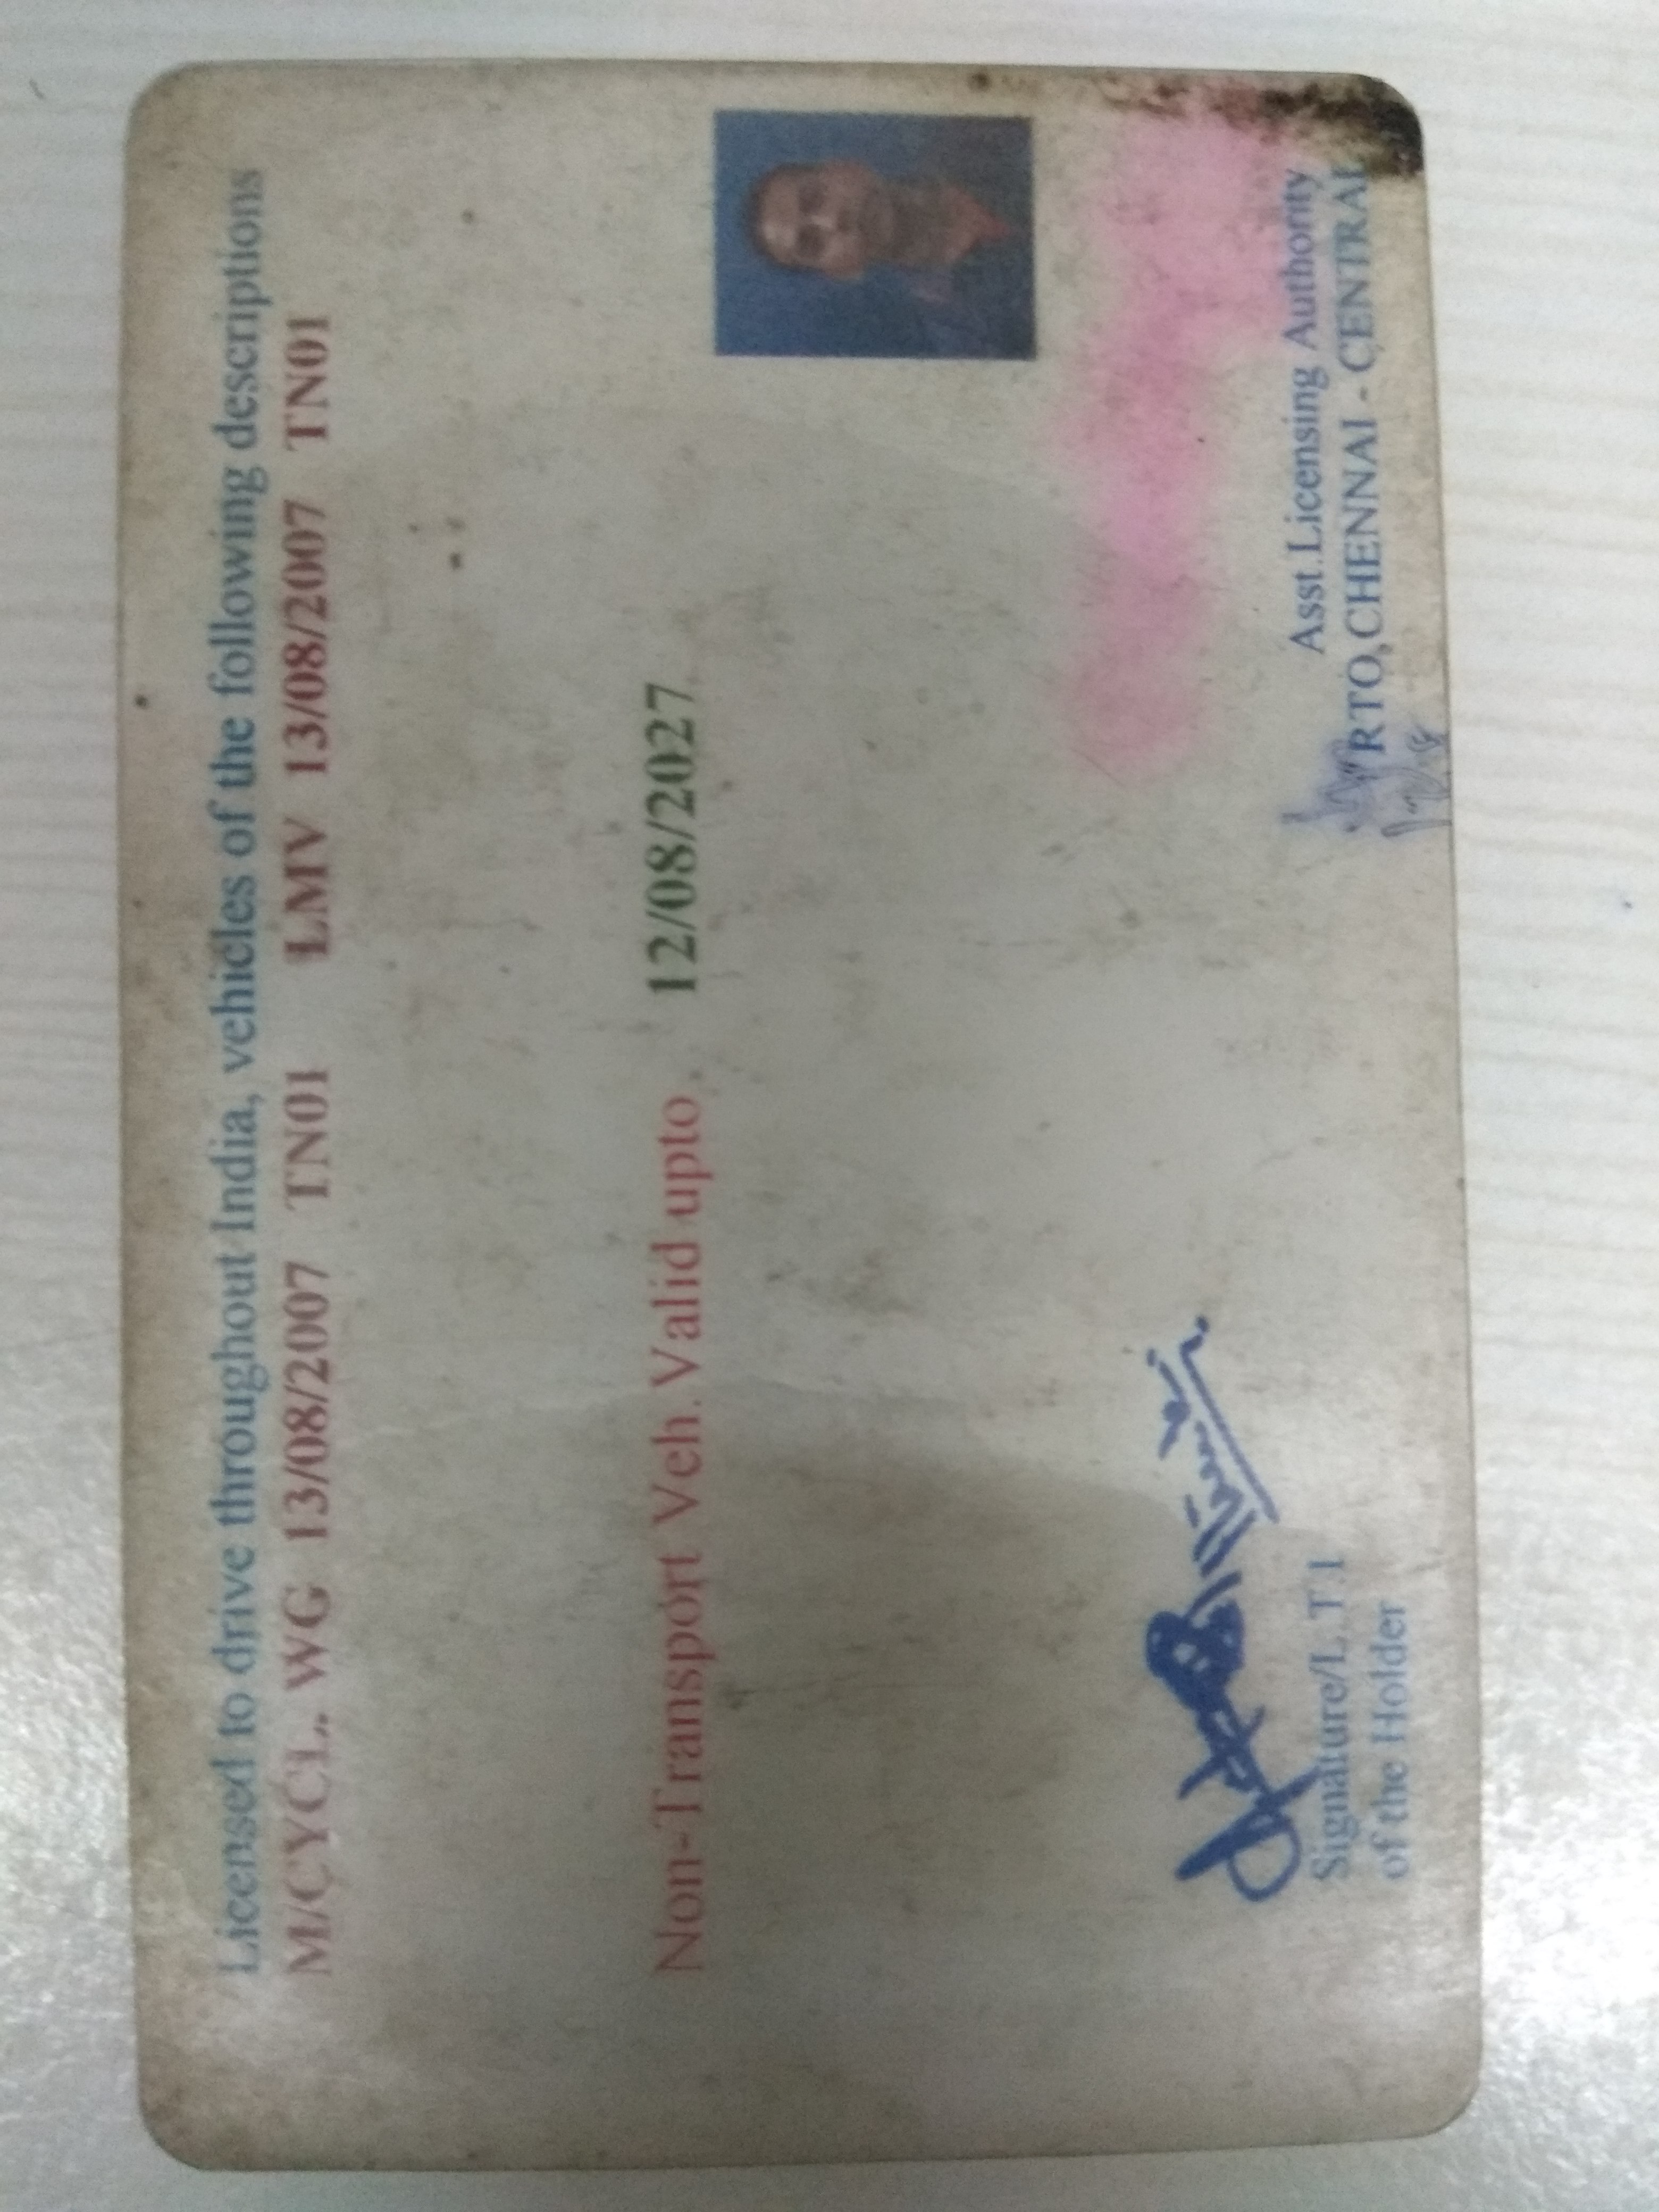 Licensed to drive throughout India, vehicles of the following descriptions
M/CYCL. WG 13/08/2007 TN01 LMV 13/08/2007 TN01
Non-Transport Veh. Valid upto 12/08/2027
Asst.Licensing Authority
RTO,CHENNAI - CENTRAL
Signature/L.T.I
of the Holder